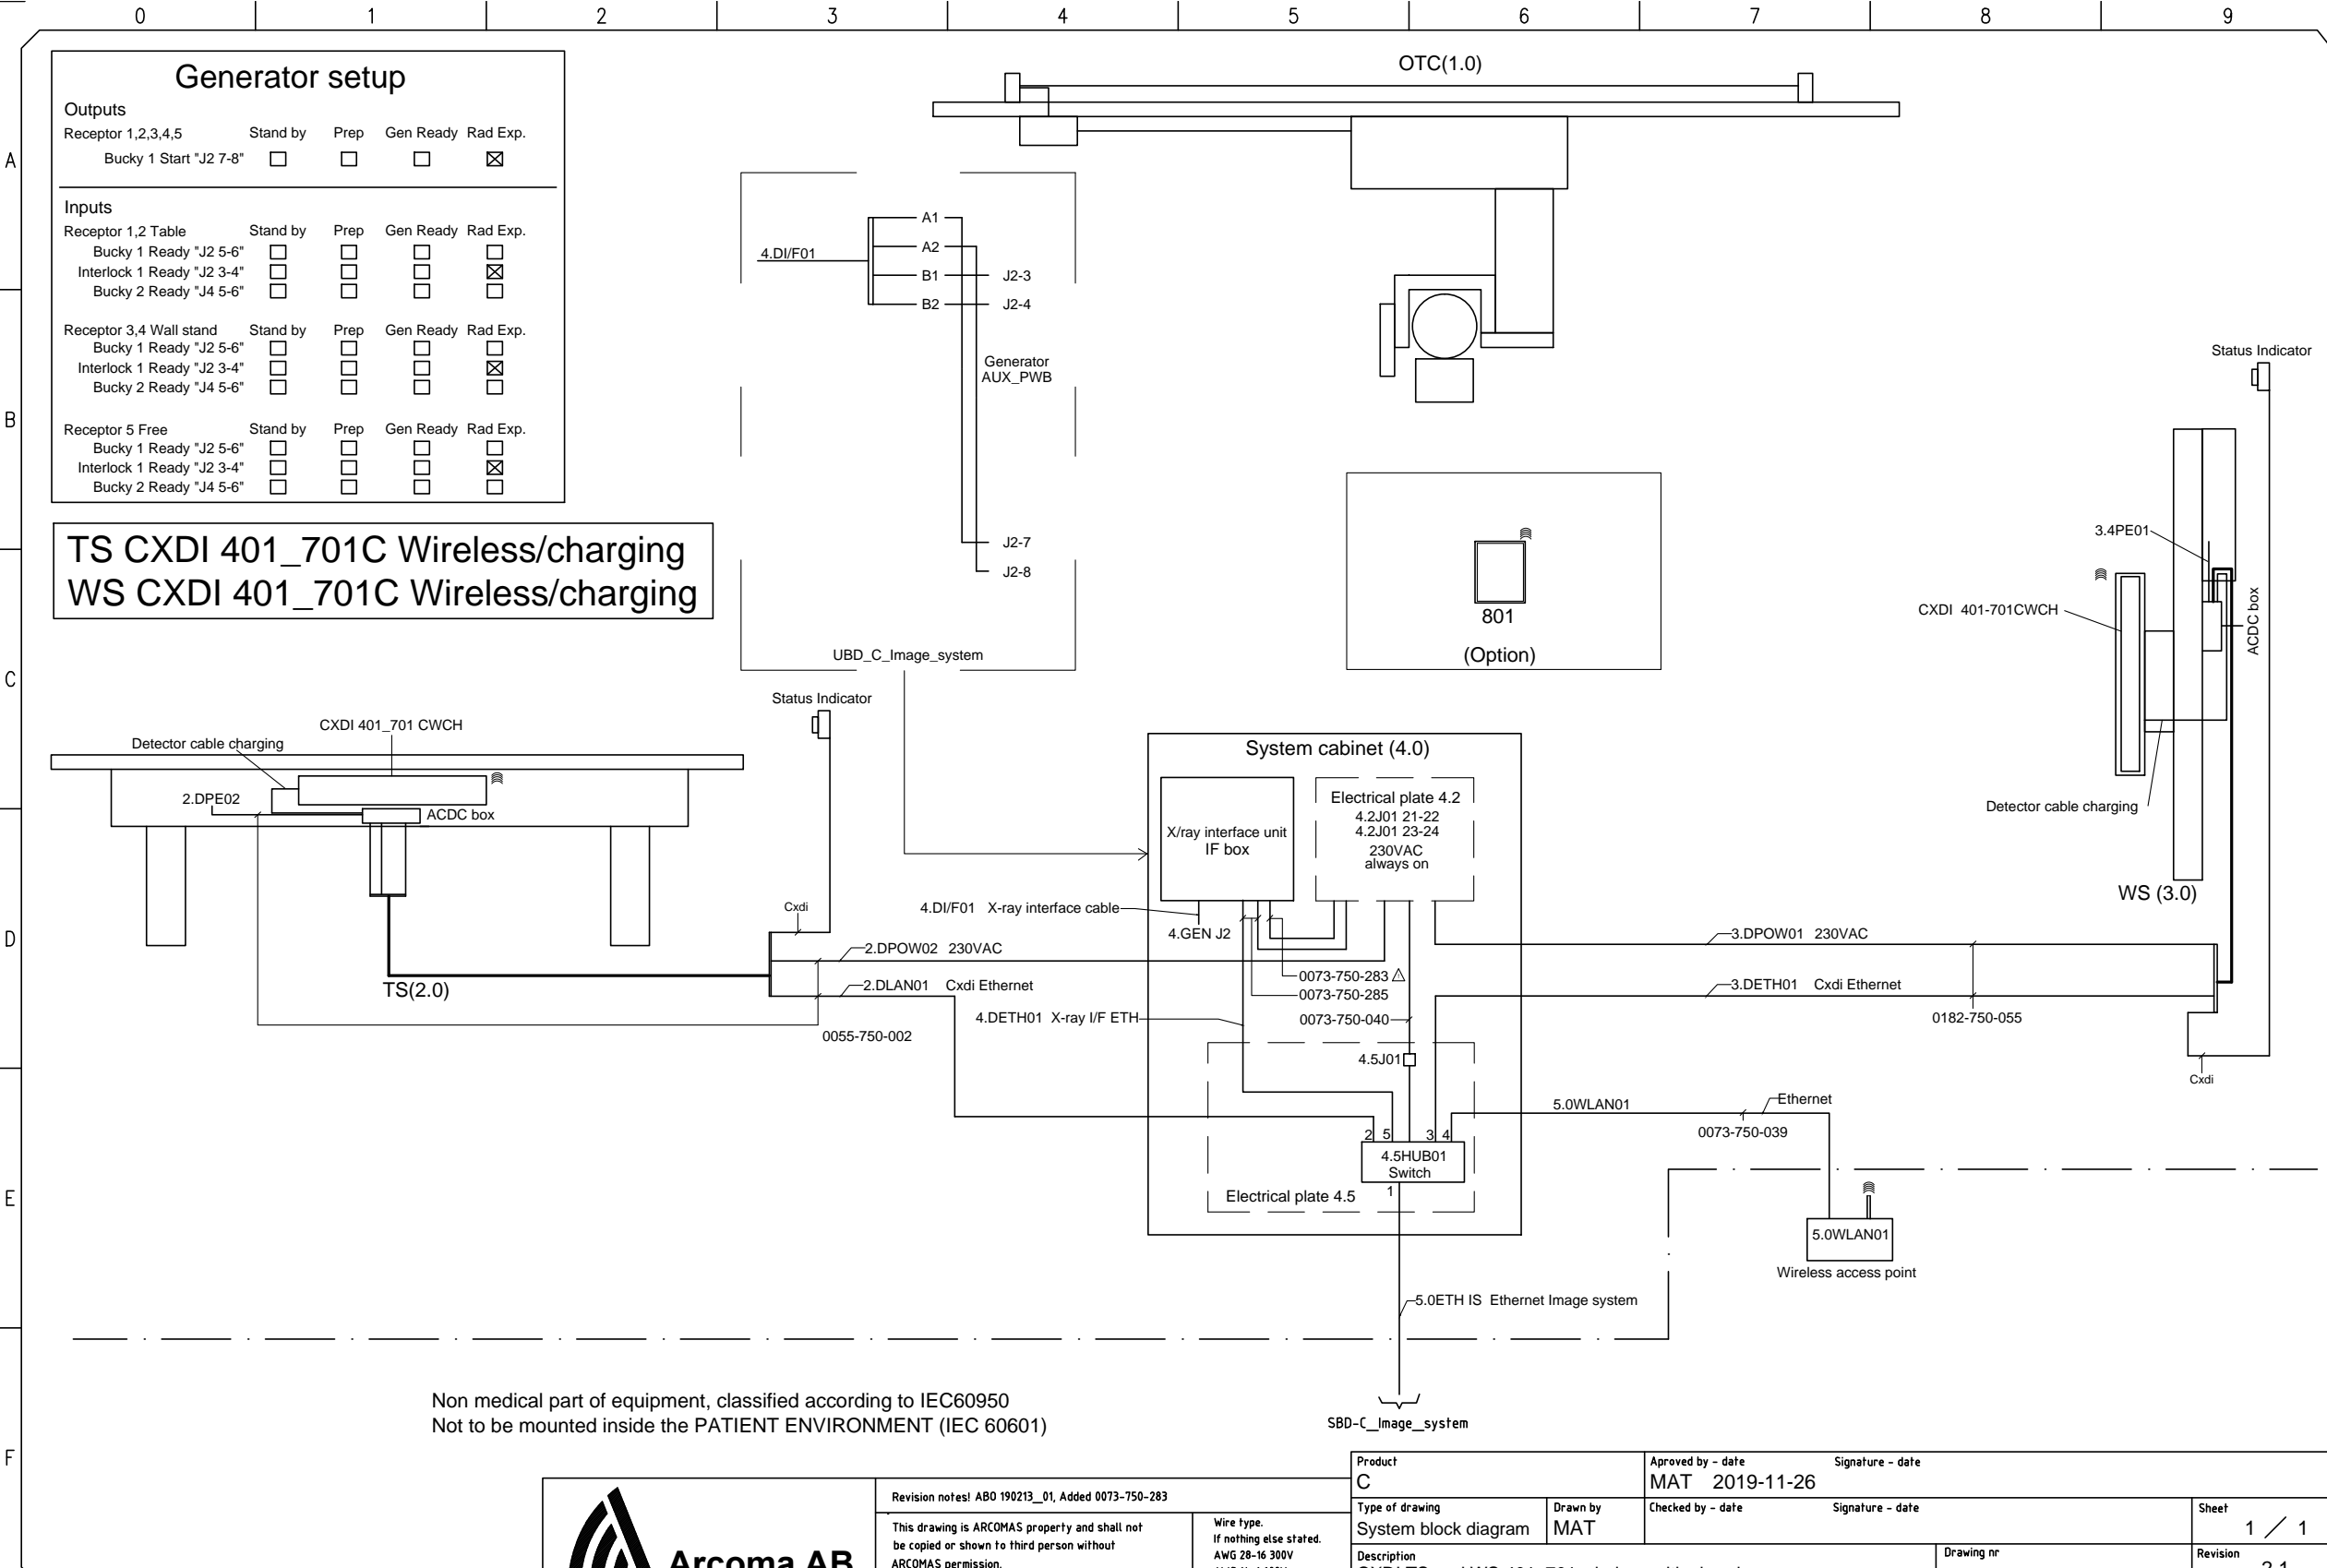 0 1 2 3 4 5 6 7 8 9
A
B
C
D
E
F
Generator setup
Outputs
Receptor 1,2,3,4,5 Stand by Prep Gen Ready Rad Exp.
Bucky 1 Start "J2 7-8"
Inputs
Receptor 1,2 Table Stand by Prep Gen Ready Rad Exp.
Bucky 1 Ready "J2 5-6"
Interlock 1 Ready "J2 3-4"
Bucky 2 Ready "J4 5-6"
Receptor 3,4 Wall stand Stand by Prep Gen Ready Rad Exp.
Bucky 1 Ready "J2 5-6"
Interlock 1 Ready "J2 3-4"
Bucky 2 Ready "J4 5-6"
Receptor 5 Free Stand by Prep Gen Ready Rad Exp.
Bucky 1 Ready "J2 5-6"
Interlock 1 Ready "J2 3-4"
Bucky 2 Ready "J4 5-6"
TS CXDI 401_701C Wireless/charging
WS CXDI 401_701C Wireless/charging
4.DI/F01
A1
A2
B1 J2-3
B2 J2-4
Generator
AUX_PWB
J2-7
J2-8
UBD_C_Image_system
OTC(1.0)
801
(Option)
Status Indicator
3.4PE01
CXDI 401-701CWCH
ACDC box
Detector cable charging
WS (3.0)
Status Indicator
CXDI 401_701 CWCH
Detector cable charging
2.DPE02
ACDC box
TS(2.0)
Cxdi
System cabinet (4.0)
X/ray interface unit
IF box
Electrical plate 4.2
4.2J01 21-22
4.2J01 23-24
230VAC
always on
4.DI/F01 X-ray interface cable
4.GEN J2
2.DPOW02 230VAC
3.DPOW01 230VAC
0073-750-283
0073-750-285
2.DLAN01 Cxdi Ethernet
3.DETH01 Cxdi Ethernet
4.DETH01 X-ray I/F ETH
0073-750-040
0182-750-055
0055-750-002
4.5J01
Cxdi
5.0WLAN01
Ethernet
0073-750-039
2 5 3 4
4.5HUB01
Switch
1
Electrical plate 4.5
5.0WLAN01
Wireless access point
5.0ETH IS Ethernet Image system
Non medical part of equipment, classified according to IEC60950
Not to be mounted inside the PATIENT ENVIRONMENT (IEC 60601)
SBD-C_Image_system
Arcoma AB
Revision notes! ABO 190213_01, Added 0073-750-283
This drawing is ARCOMAS property and shall not
be copied or shown to third person without
ARCOMAS permission.
Wire type.
If nothing else stated.
AWG 28-16 300V
Product
C
Aproved by - date Signature - date
MAT 2019-11-26
Type of drawing
System block diagram
Drawn by
MAT
Checked by - date Signature - date
Sheet
1 / 1
Description
Drawing nr
Revision